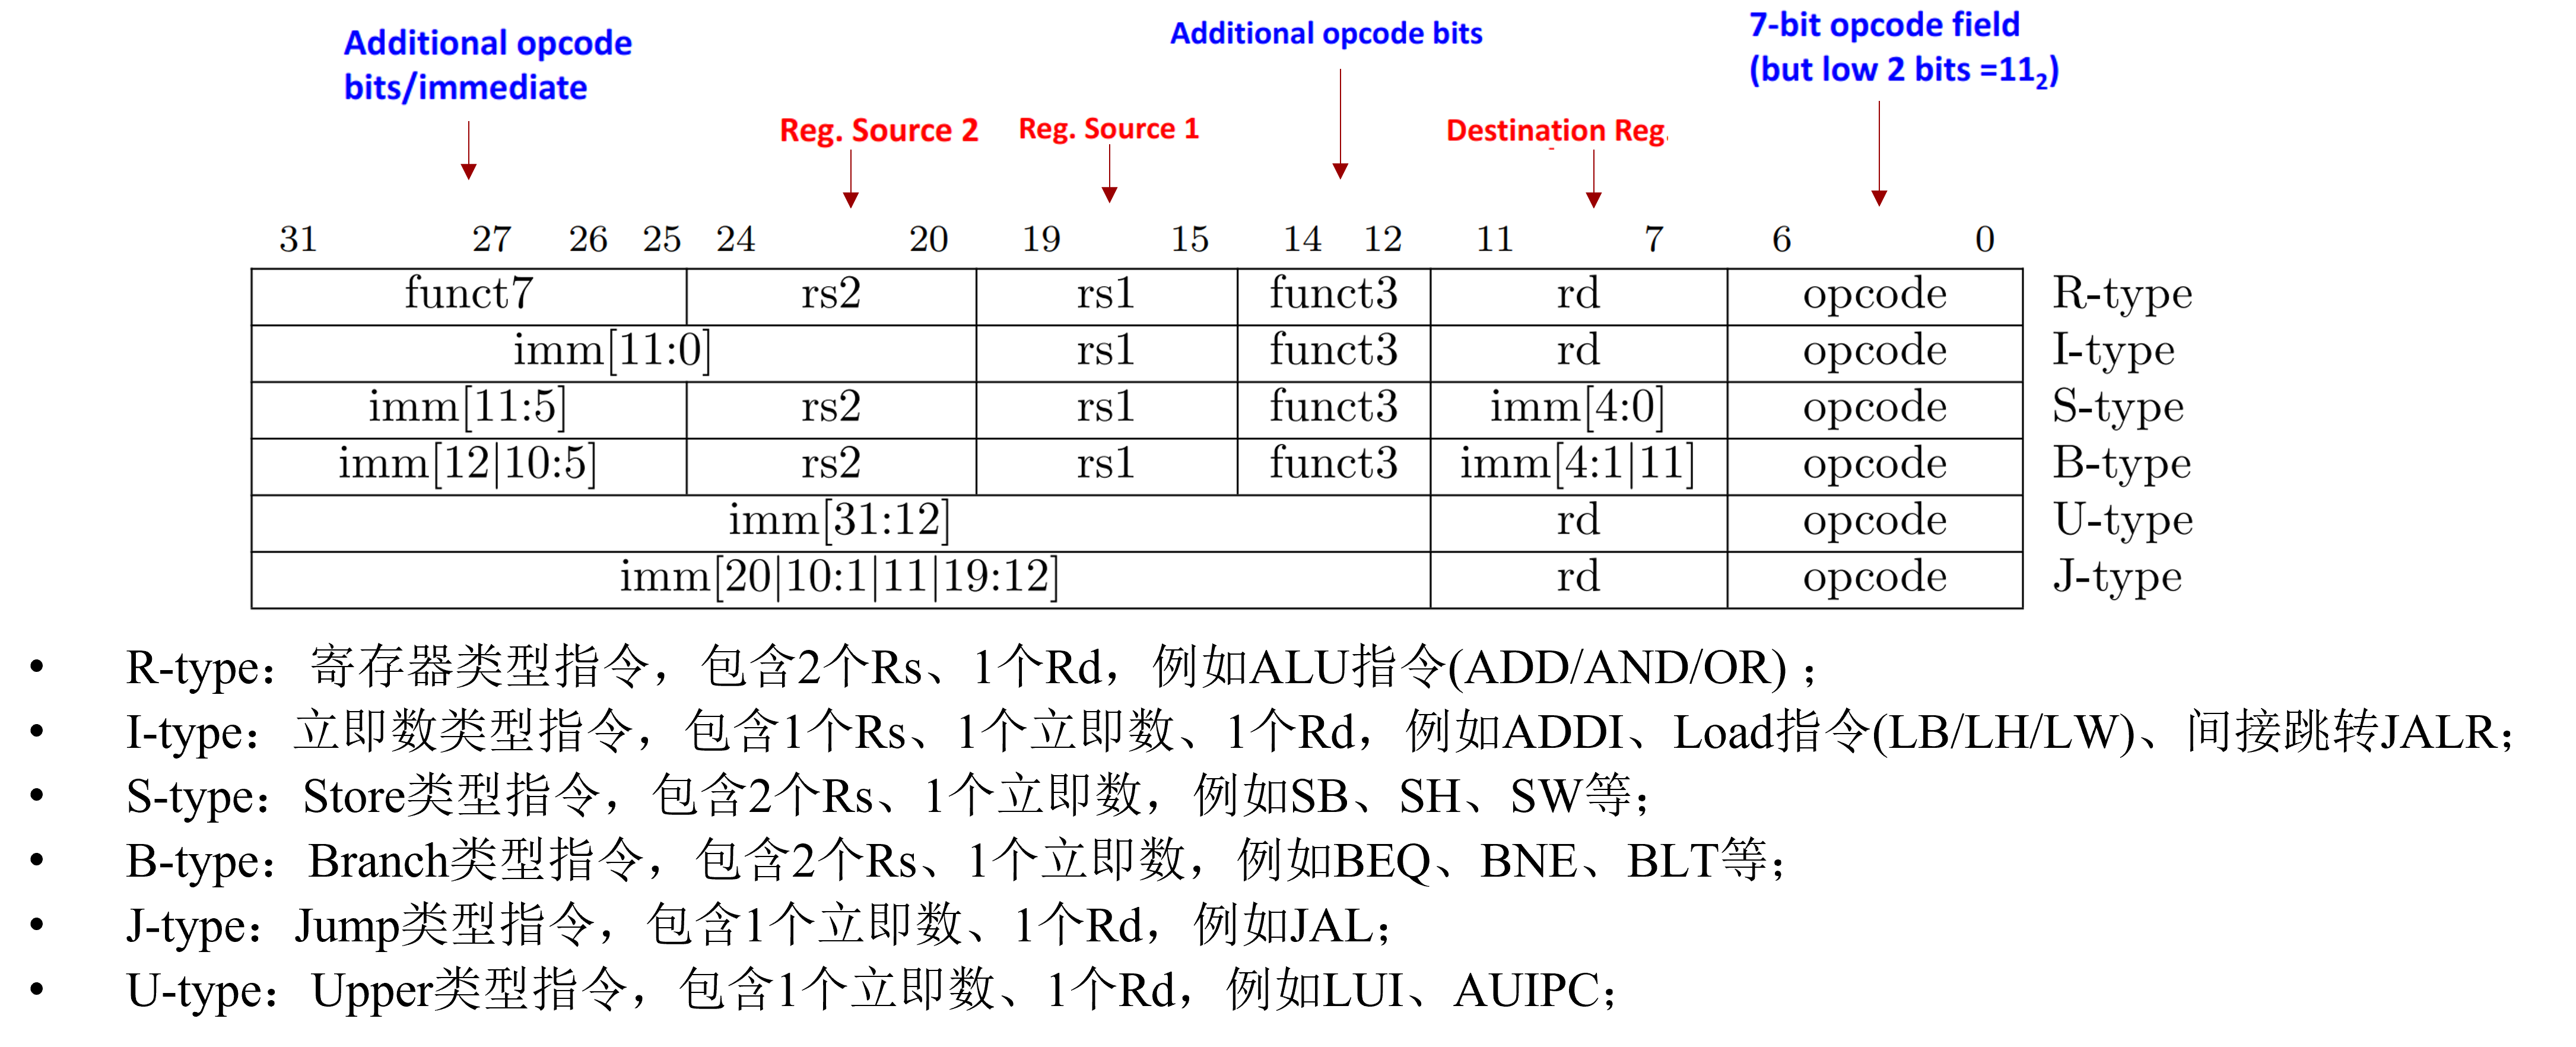 Additional opcode
bits/immediate
Additional opcode bits
7-bit opcode field
(but low 2 bits =11₂)
Reg. Source 2
Reg. Source 1
Destination Reg.
31 27 26 25 24 20 19 15 14 12 11 7 6 0
funct7 rs2 rs1 funct3 rd opcode R-type
imm[11:0] rs1 funct3 rd opcode I-type
imm[11:5] rs2 rs1 funct3 imm[4:0] opcode S-type
imm[12|10:5] rs2 rs1 funct3 imm[4:1|11] opcode B-type
imm[31:12] rd opcode U-type
imm[20|10:1|11|19:12] rd opcode J-type
• R-type：寄存器类型指令，包含2个Rs、1个Rd，例如ALU指令(ADD/AND/OR)；
• I-type：立即数类型指令，包含1个Rs、1个立即数、1个Rd，例如ADDI、Load指令(LB/LH/LW)、间接跳转JALR；
• S-type：Store类型指令，包含2个Rs、1个立即数，例如SB、SH、SW等；
• B-type：Branch类型指令，包含2个Rs、1个立即数，例如BEQ、BNE、BLT等；
• J-type：Jump类型指令，包含1个立即数、1个Rd，例如JAL；
• U-type：Upper类型指令，包含1个立即数、1个Rd，例如LUI、AUIPC；